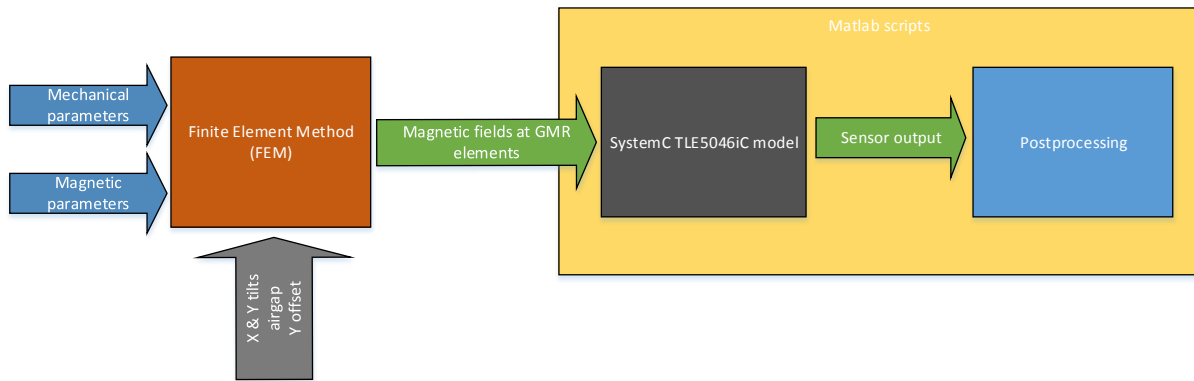 Matlab scripts
Mechanical
parameters
Magnetic
parameters
Finite Element Method
(FEM)
Magnetic fields at GMR
elements
SystemC TLE5046iC model
Sensor output
Postprocessing
X & Y tilts
airgap
Y offset